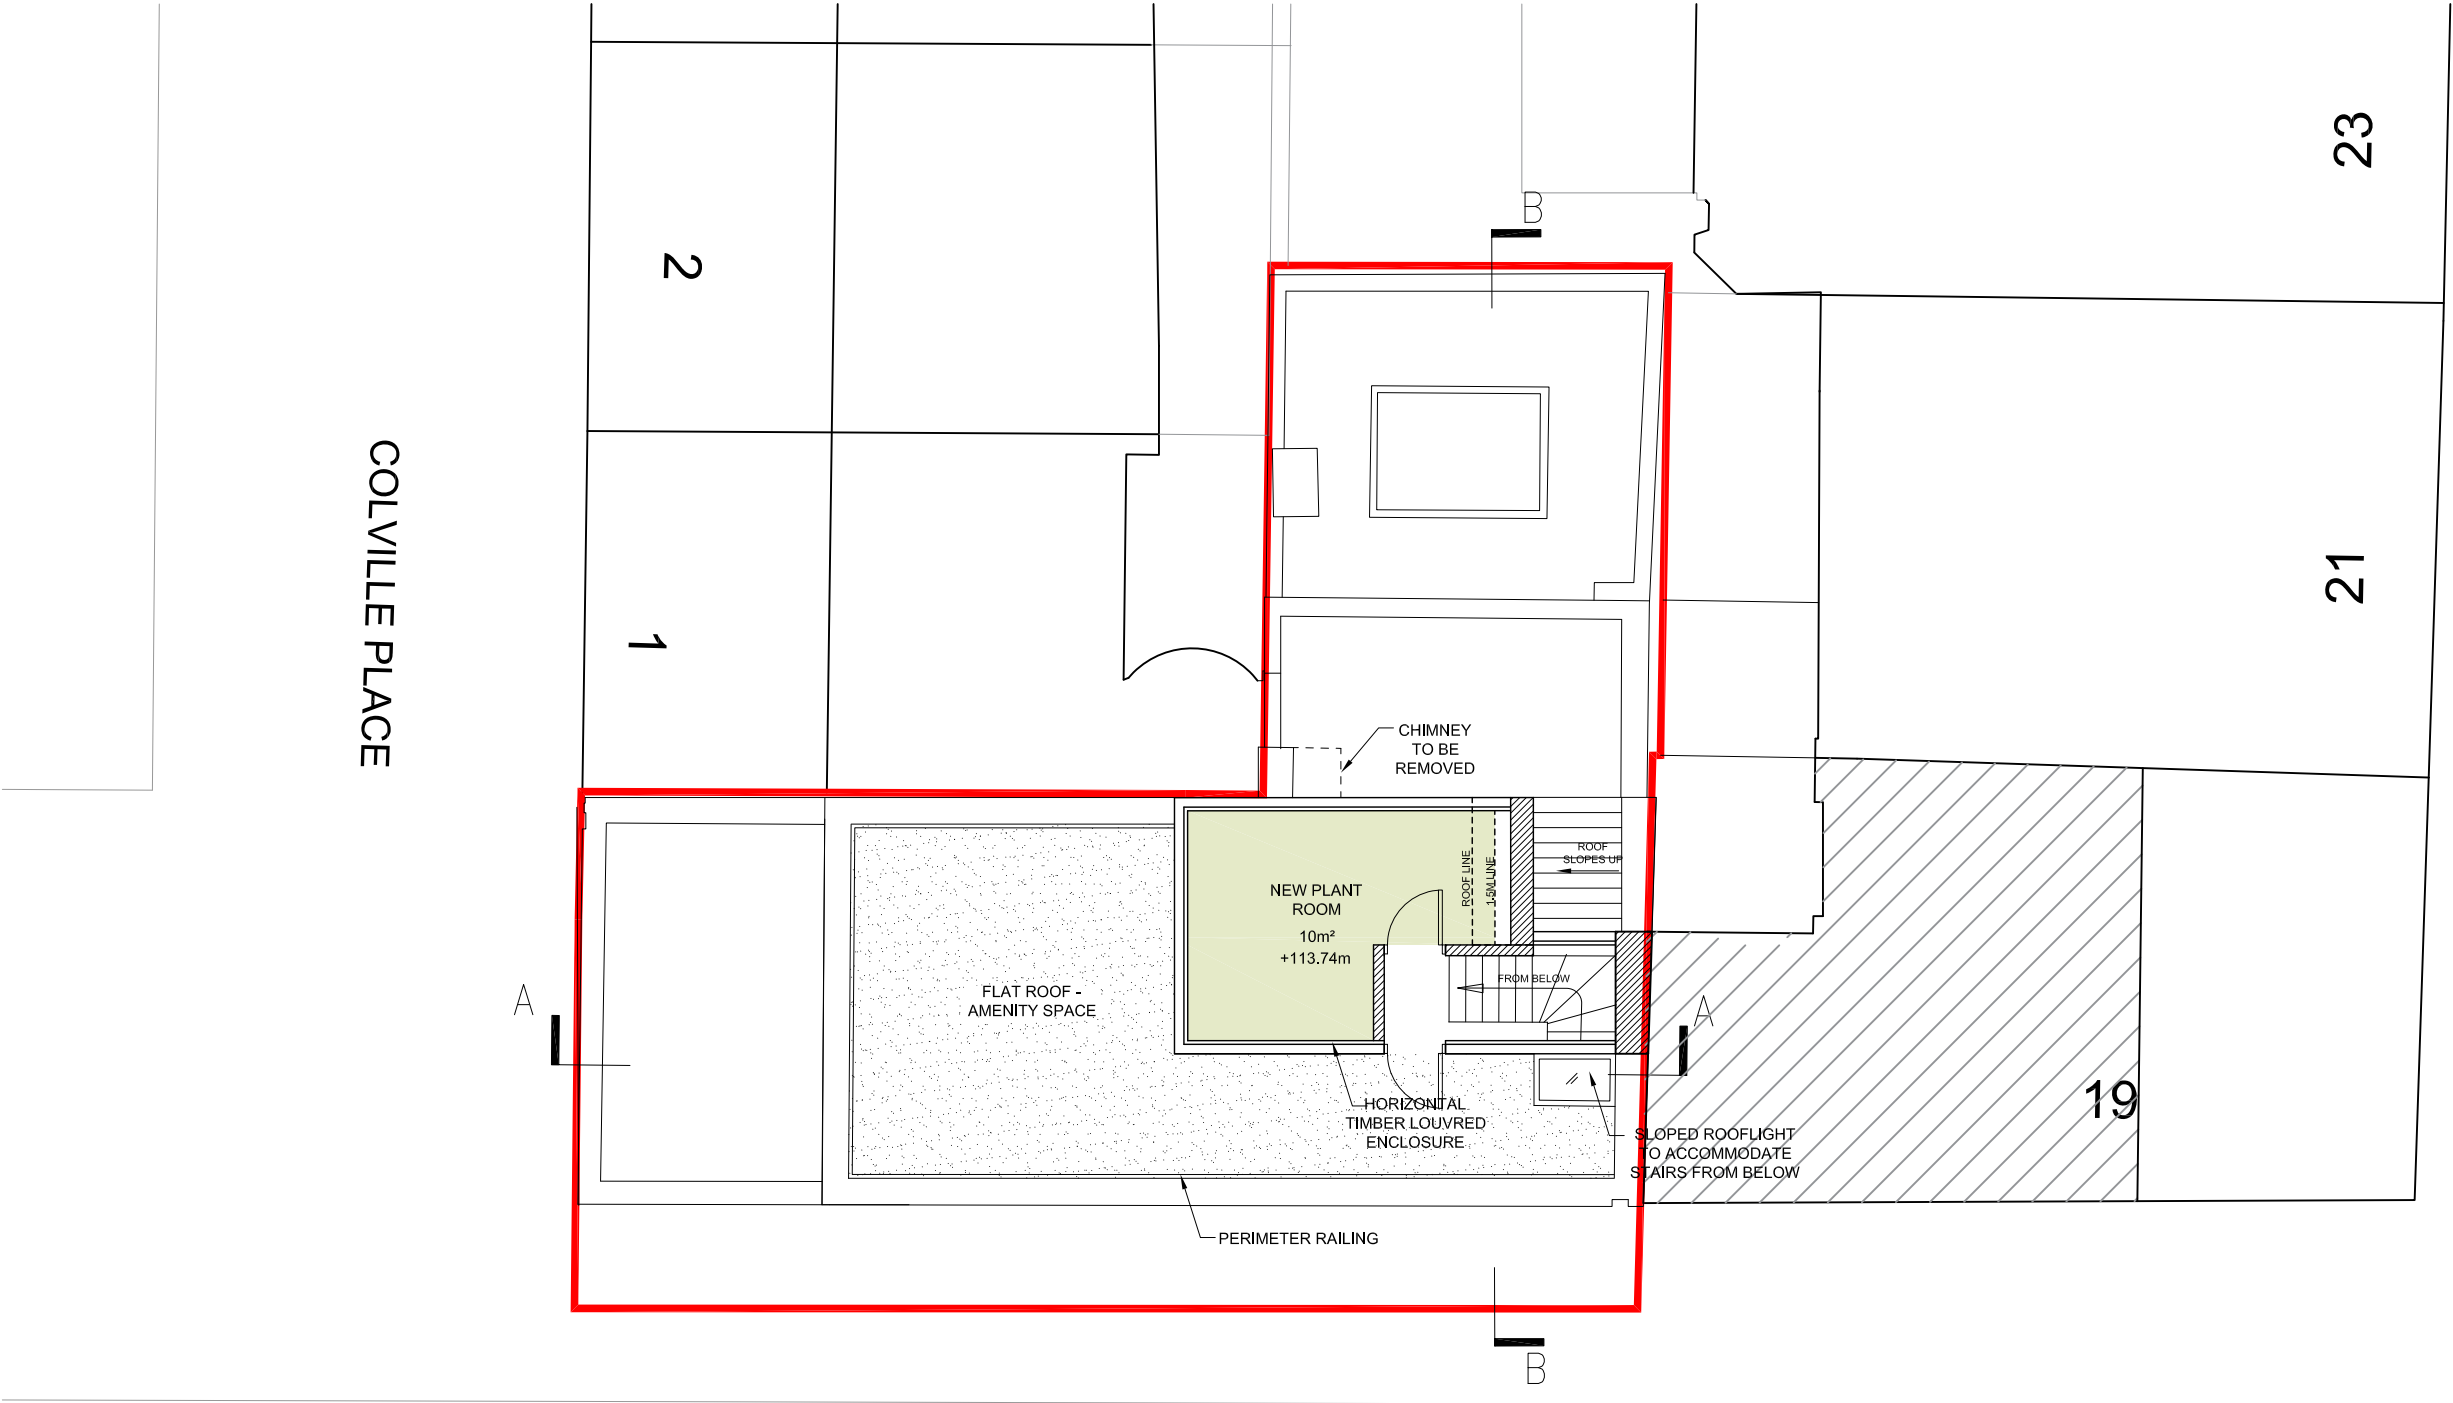 23
B
2
21
COLVILLE PLACE
1
CHIMNEY
TO BE
REMOVED
ROOF
SLOPES UP
ROOF LINE
1.5M LINE
NEW PLANT
ROOM
10m²
+113.74m
FROM BELOW
FLAT ROOF -
AMENITY SPACE
A
A
HORIZONTAL
TIMBER LOUVRED
ENCLOSURE
19
SLOPED ROOFLIGHT
TO ACCOMMODATE
STAIRS FROM BELOW
PERIMETER RAILING
B